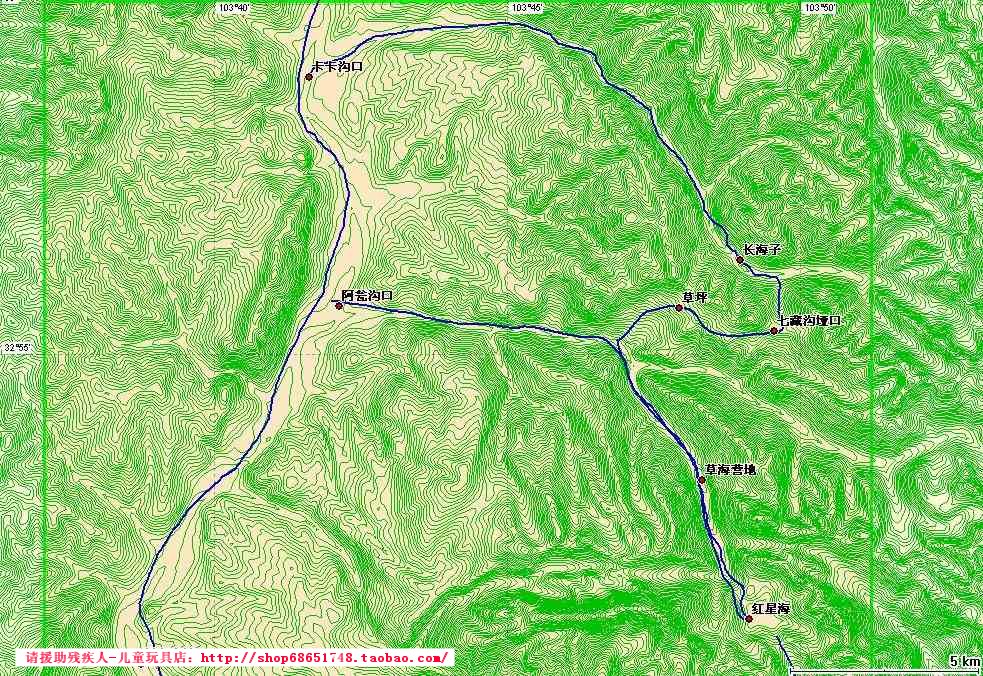 103°40'
103°45'
103°50'
卡卡沟口
长海子
阿翁沟口
草坪
七藏沟垭口
32°55'
草海营地
红星海
请援助残疾人-儿童玩具店：http://shop68651748.taobao.com/
5 km